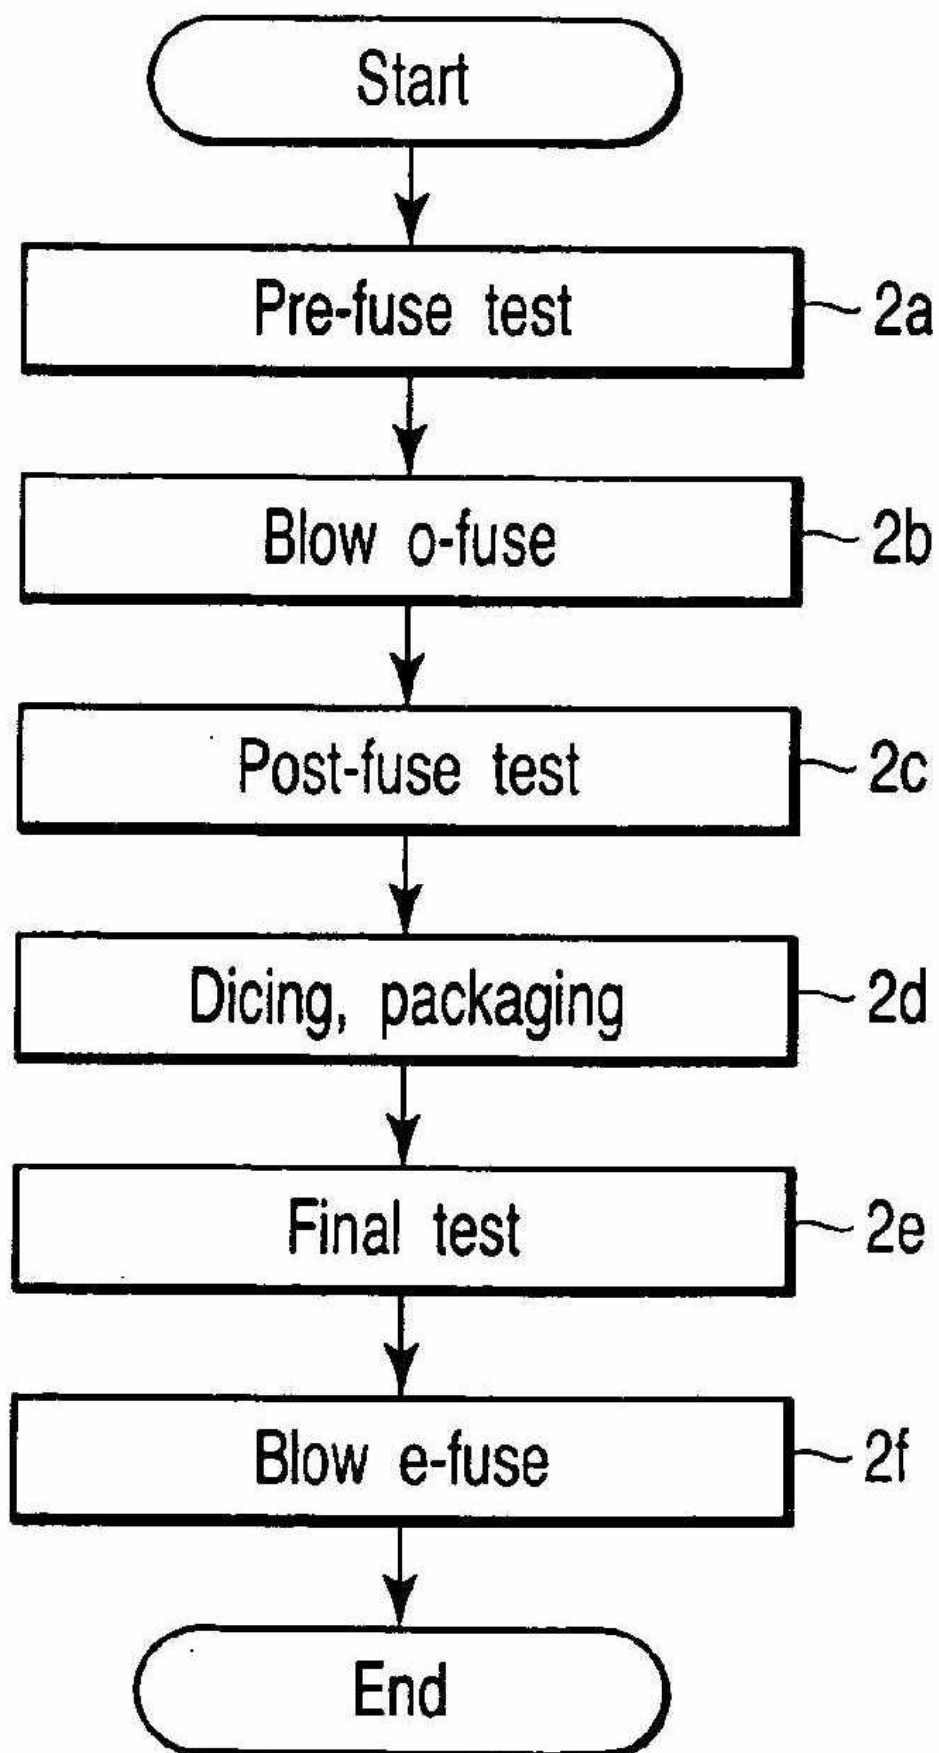 Start
Pre-fuse test 2a
Blow o-fuse 2b
Post-fuse test 2c
Dicing, packaging 2d
Final test 2e
Blow e-fuse 2f
End